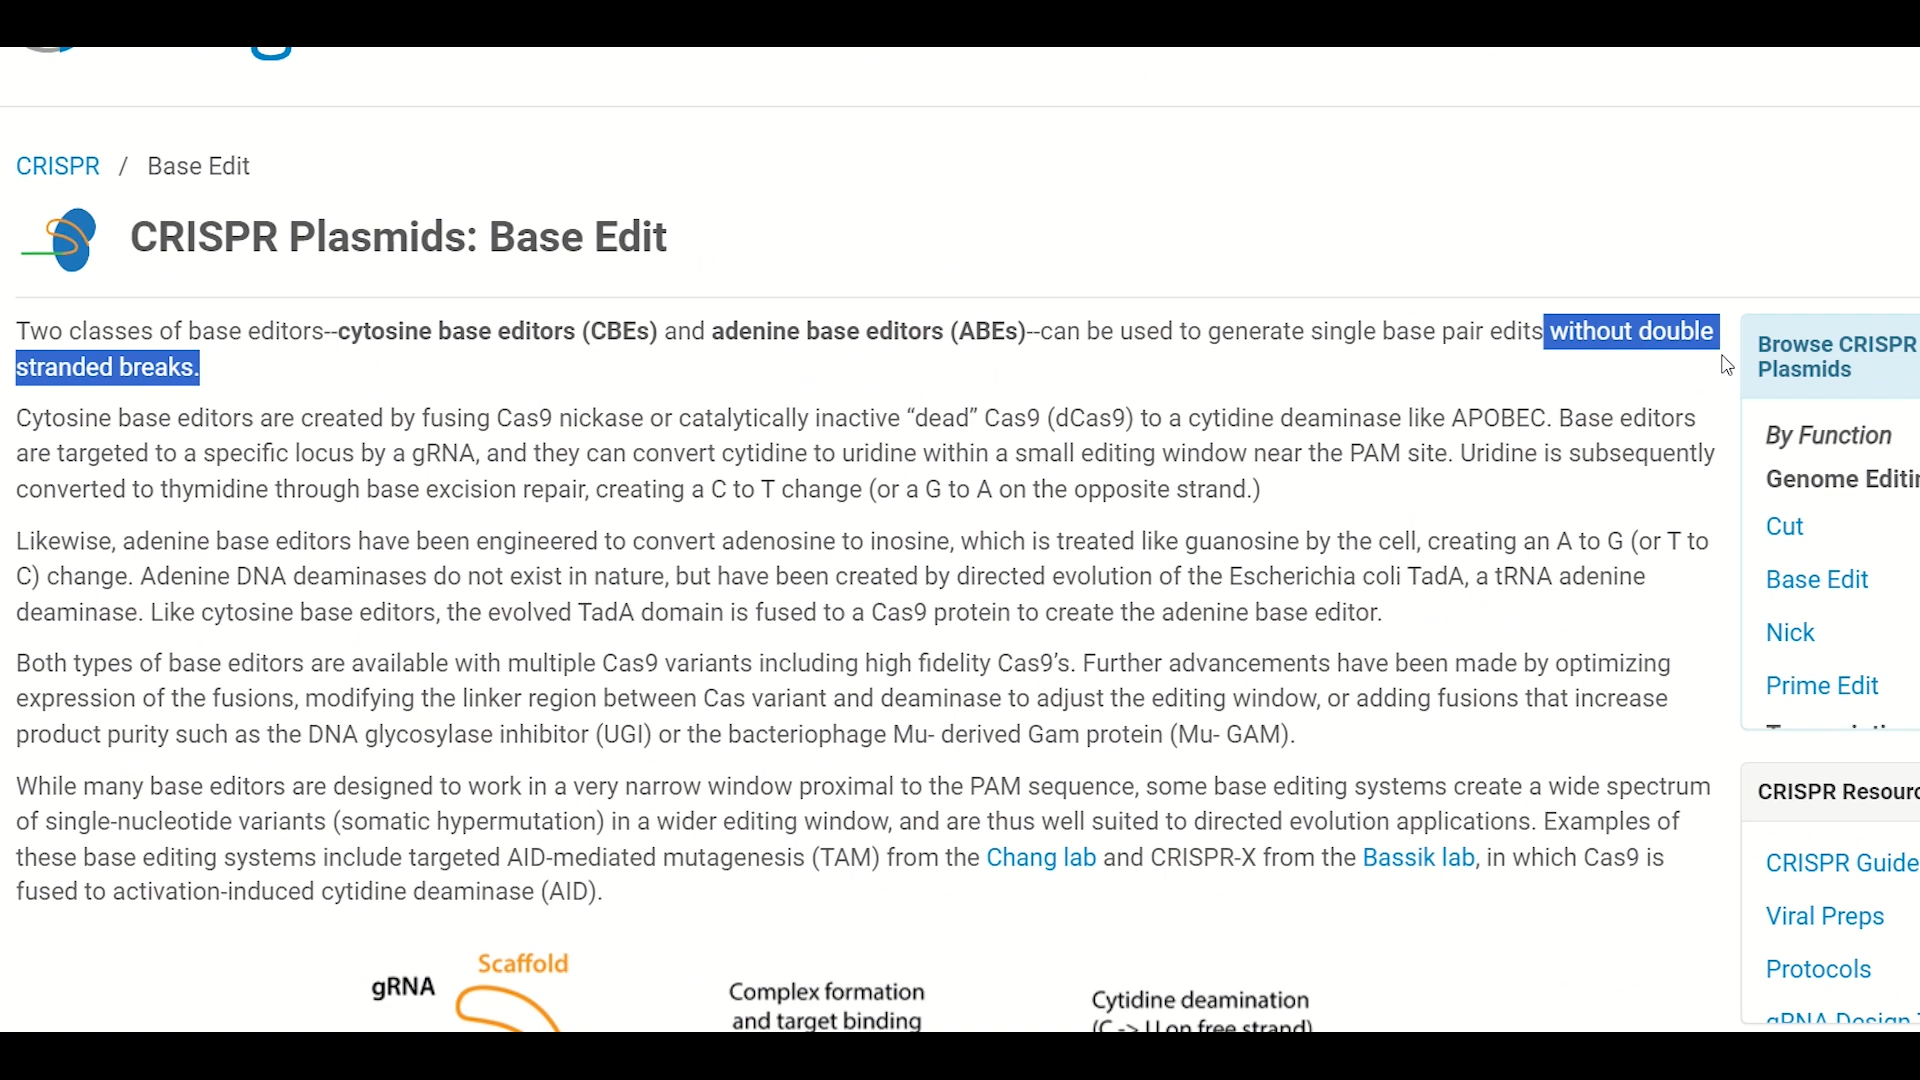 CRISPR / Base Edit
CRISPR Plasmids: Base Edit
Two classes of base editors--cytosine base editors (CBEs) and adenine base editors (ABEs)--can be used to generate single base pair edits without double
stranded breaks.
Cytosine base editors are created by fusing Cas9 nickase or catalytically inactive “dead” Cas9 (dCas9) to a cytidine deaminase like APOBEC. Base editors
are targeted to a specific locus by a gRNA, and they can convert cytidine to uridine within a small editing window near the PAM site. Uridine is subsequently
converted to thymidine through base excision repair, creating a C to T change (or a G to A on the opposite strand.)
Likewise, adenine base editors have been engineered to convert adenosine to inosine, which is treated like guanosine by the cell, creating an A to G (or T to
C) change. Adenine DNA deaminases do not exist in nature, but have been created by directed evolution of the Escherichia coli TadA, a tRNA adenine
deaminase. Like cytosine base editors, the evolved TadA domain is fused to a Cas9 protein to create the adenine base editor.
Both types of base editors are available with multiple Cas9 variants including high fidelity Cas9’s. Further advancements have been made by optimizing
expression of the fusions, modifying the linker region between Cas variant and deaminase to adjust the editing window, or adding fusions that increase
product purity such as the DNA glycosylase inhibitor (UGI) or the bacteriophage Mu- derived Gam protein (Mu- GAM).
While many base editors are designed to work in a very narrow window proximal to the PAM sequence, some base editing systems create a wide spectrum
of single-nucleotide variants (somatic hypermutation) in a wider editing window, and are thus well suited to directed evolution applications. Examples of
these base editing systems include targeted AID-mediated mutagenesis (TAM) from the Chang lab and CRISPR-X from the Bassik lab, in which Cas9 is
fused to activation-induced cytidine deaminase (AID).
gRNA
Scaffold
Complex formation
and target binding
Cytidine deamination
(C -> U on free strand)
Browse CRISPR
Plasmids
By Function
Genome Editin
Cut
Base Edit
Nick
Prime Edit
CRISPR Resourc
CRISPR Guide
Viral Preps
Protocols
gRNA Design